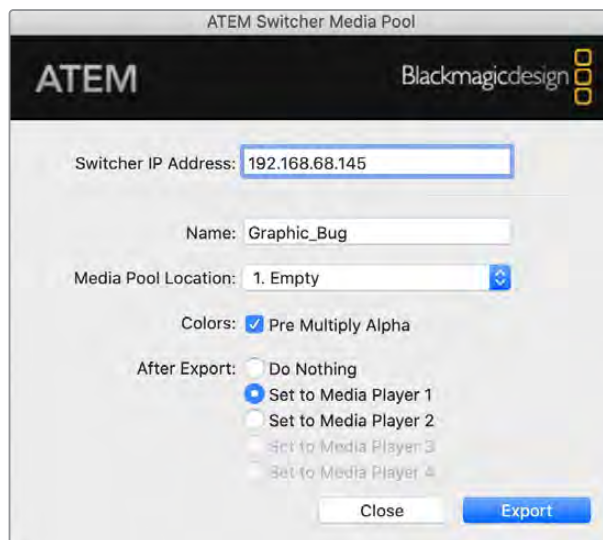 ATEM Switcher Media Pool
ATEM Blackmagicdesign
Switcher IP Address: 192.168.68.145
Name: Graphic_Bug
Media Pool Location: 1. Empty
Colors: Pre Multiply Alpha
After Export: Do Nothing
Set to Media Player 1
Set to Media Player 2
Set to Media Player 3
Set to Media Player 4
Close Export